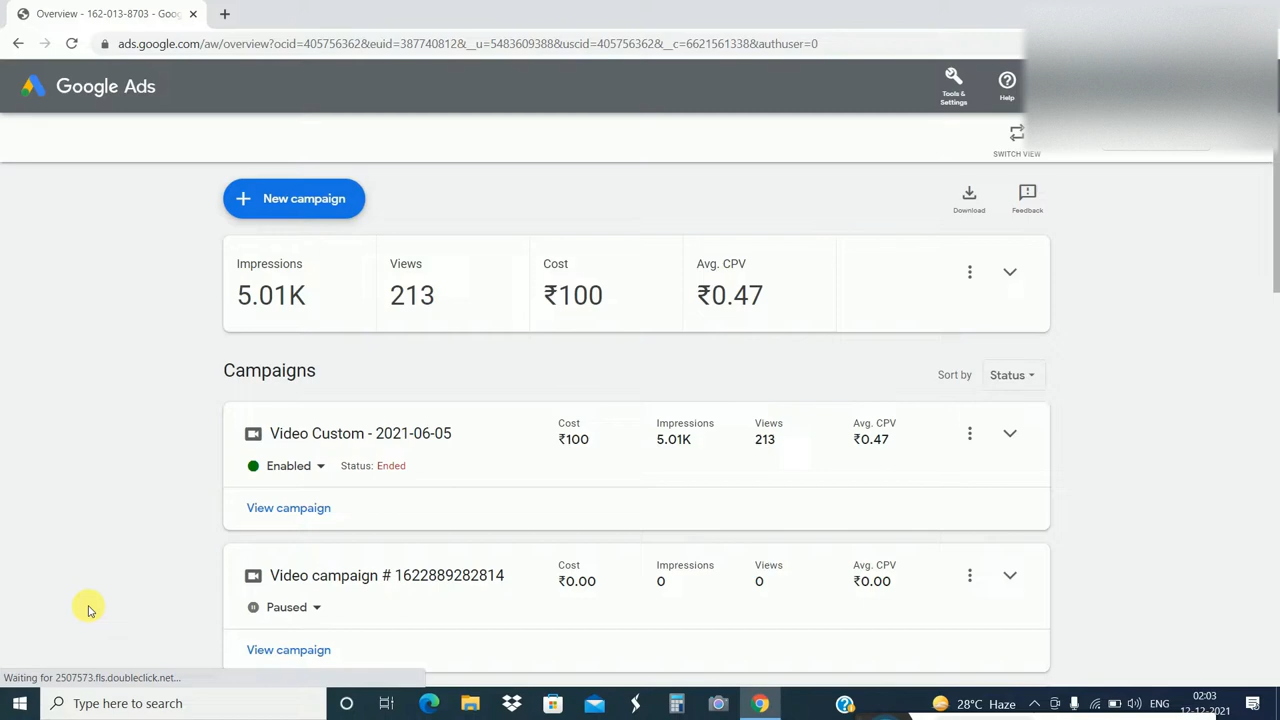 Overview - 162-013-8703 - Goog
ads.google.com/aw/overview?ocid=405756362&euid=387740812&__u=5483609388&uscid=405756362&__c=6621561338&authuser=0
Google Ads
Tools & Settings
Help
SWITCH VIEW
New campaign
Download
Feedback
Impressions Views Cost Avg. CPV
5.01K 213 ₹100 ₹0.47
Campaigns
Sort by Status
Video Custom - 2021-06-05
Cost Impressions Views Avg. CPV
₹100 5.01K 213 ₹0.47
Enabled Status: Ended
View campaign
Video campaign # 1622889282814
Cost Impressions Views Avg. CPV
₹0.00 0 0 ₹0.00
Paused
View campaign
Waiting for 2507573.fls.doubleclick.net...
Type here to search
28°C Haze
ENG
02:03
12-12-2021